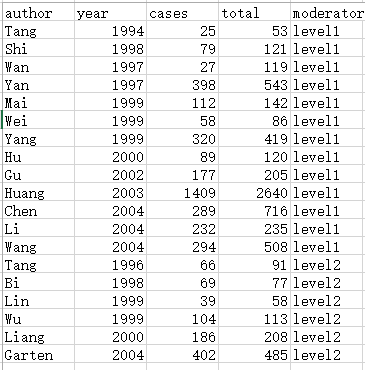 author year cases total moderator
Tang 1994 25 53 level1
Shi 1998 79 121 level1
Wan 1997 27 119 level1
Yan 1997 398 543 level1
Mai 1999 112 142 level1
Wei 1999 58 86 level1
Yang 1999 320 419 level1
Hu 2000 89 120 level1
Gu 2002 177 205 level1
Huang 2003 1409 2640 level1
Chen 2004 289 716 level1
Li 2004 232 235 level1
Wang 2004 294 508 level1
Tang 1996 66 91 level2
Bi 1998 69 77 level2
Lin 1999 39 58 level2
Wu 1999 104 113 level2
Liang 2000 186 208 level2
Garten 2004 402 485 level2